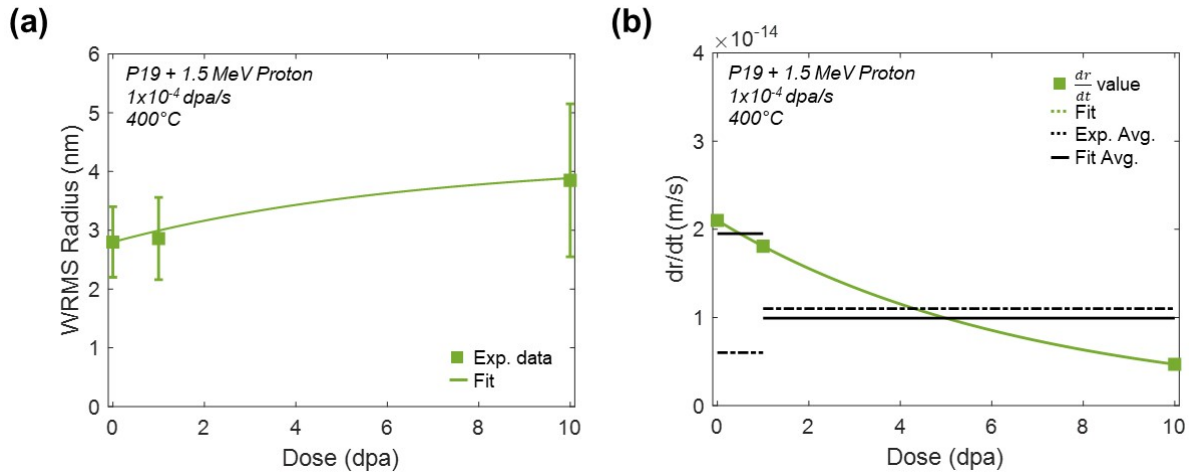 (a)
6
5
4
3
2
1
0
WRMS Radius (nm)
P19 + 1.5 MeV Proton
1x10⁻⁴ dpa/s
400°C
Exp. data
Fit
0 2 4 6 8 10
Dose (dpa)
(b)
×10⁻¹⁴
4
3
2
1
0
dr/dt (m/s)
P19 + 1.5 MeV Proton
1x10⁻⁴ dpa/s
400°C
dr/dt value
Fit
Exp. Avg.
Fit Avg.
0 2 4 6 8 10
Dose (dpa)